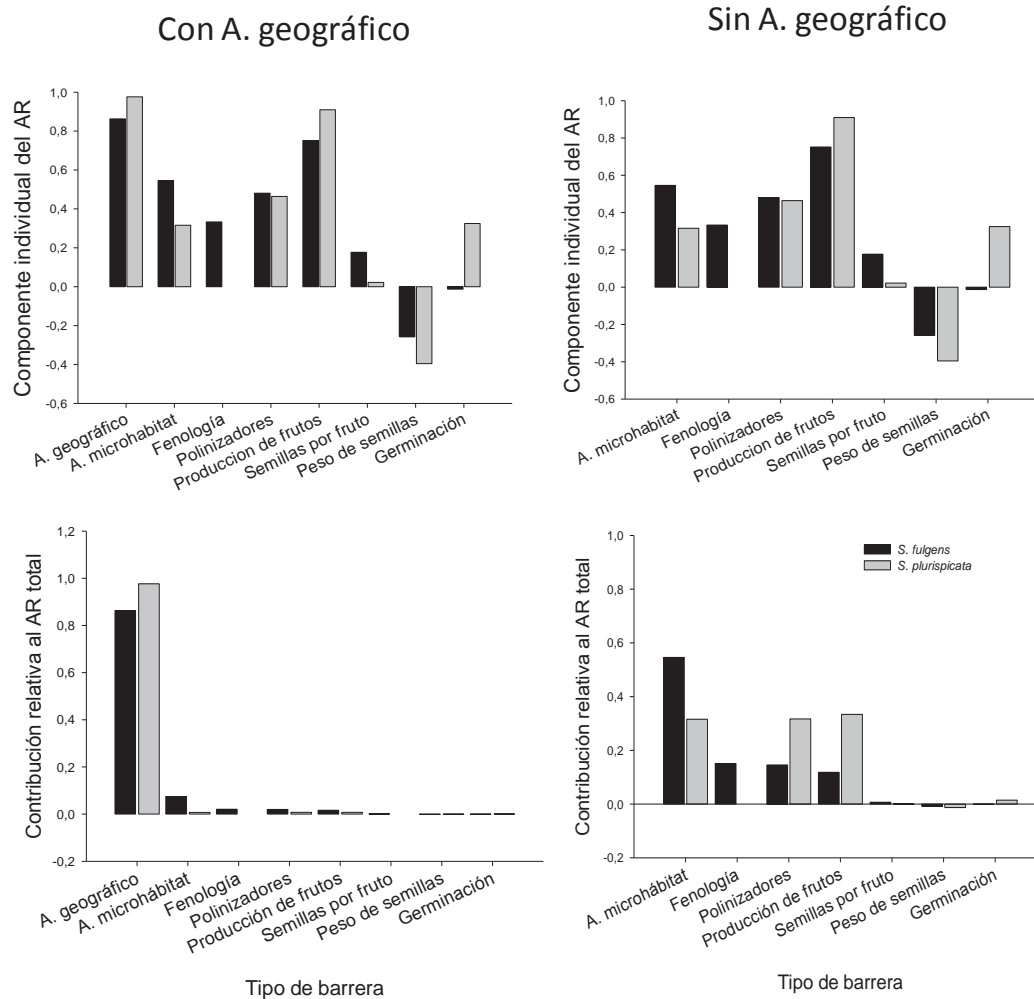 Con A. geográfico
Sin A. geográfico
Componente individual del AR
1,0
0,8
0,6
0,4
0,2
0,0
-0,2
-0,4
-0,6
A. geográfico
A. microhabitat
Fenología
Polinizadores
Produccion de frutos
Semillas por fruto
Peso de semillas
Germinación
Componente individual del AR
1,0
0,8
0,6
0,4
0,2
0,0
-0,2
-0,4
-0,6
A. microhabitat
Fenología
Polinizadores
Produccion de frutos
Semillas por fruto
Peso de semillas
Germinación
Contribución relativa al AR total
1,2
1,0
0,8
0,6
0,4
0,2
0,0
-0,2
A. geográfico
A. microhábitat
Fenología
Polinizadores
Producción de frutos
Semillas por fruto
Peso de semillas
Germinación
Tipo de barrera
Contribución relativa al AR total
1,0
0,8
0,6
0,4
0,2
0,0
-0,2
S. fulgens
S. plurispicata
A. microhábitat
Fenología
Polinizadores
Producción de frutos
Semillas por fruto
Peso de semillas
Germinación
Tipo de barrera